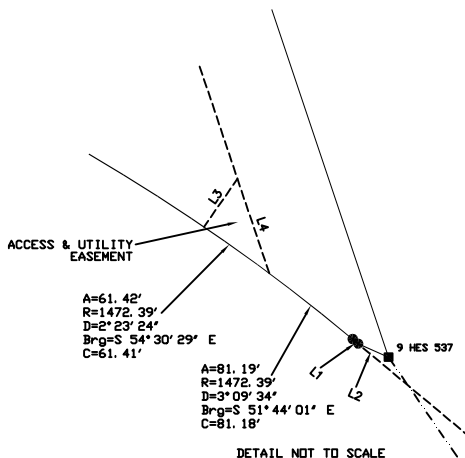 L3
L4
ACCESS & UTILITY
EASEMENT
A=61. 42'
R=1472. 39'
D=2° 23' 24"
Brg=S 54° 30' 29" E
C=61. 41'
9 HES 537
L1
L2
A=81. 19'
R=1472. 39'
D=3° 09' 34"
Brg=S 51° 44' 01" E
C=81. 18'
DETAIL NOT TO SCALE